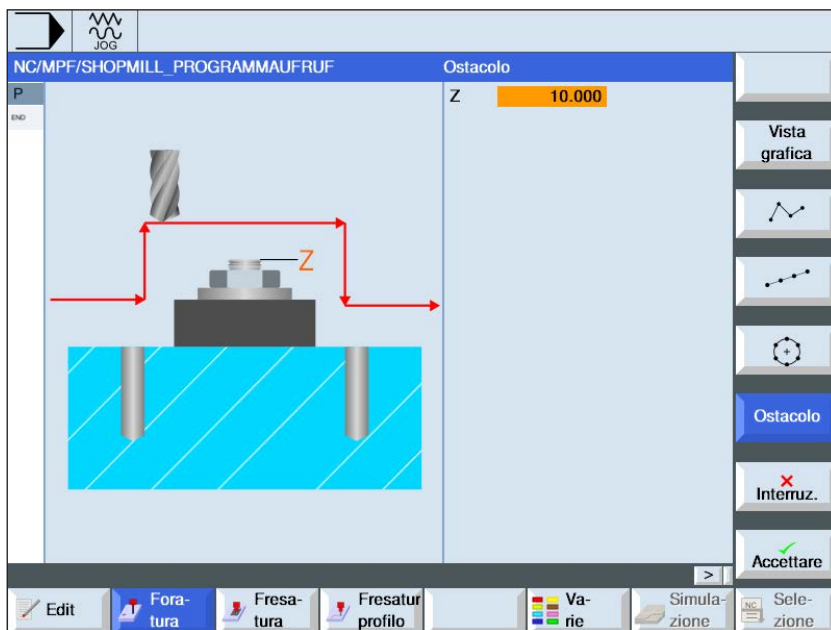 JOG
NC/MPF/SHOPMILL_PROGRAMMAUFRUF
Ostacolo
P
END
Z 10.000
Z
Vista
grafica
Ostacolo
Interruz.
Accettare
>
Edit
Fora-
tura
Fresa-
tura
Fresatur
profilo
Va-
rie
Simula-
zione
NC
Sele-
zione